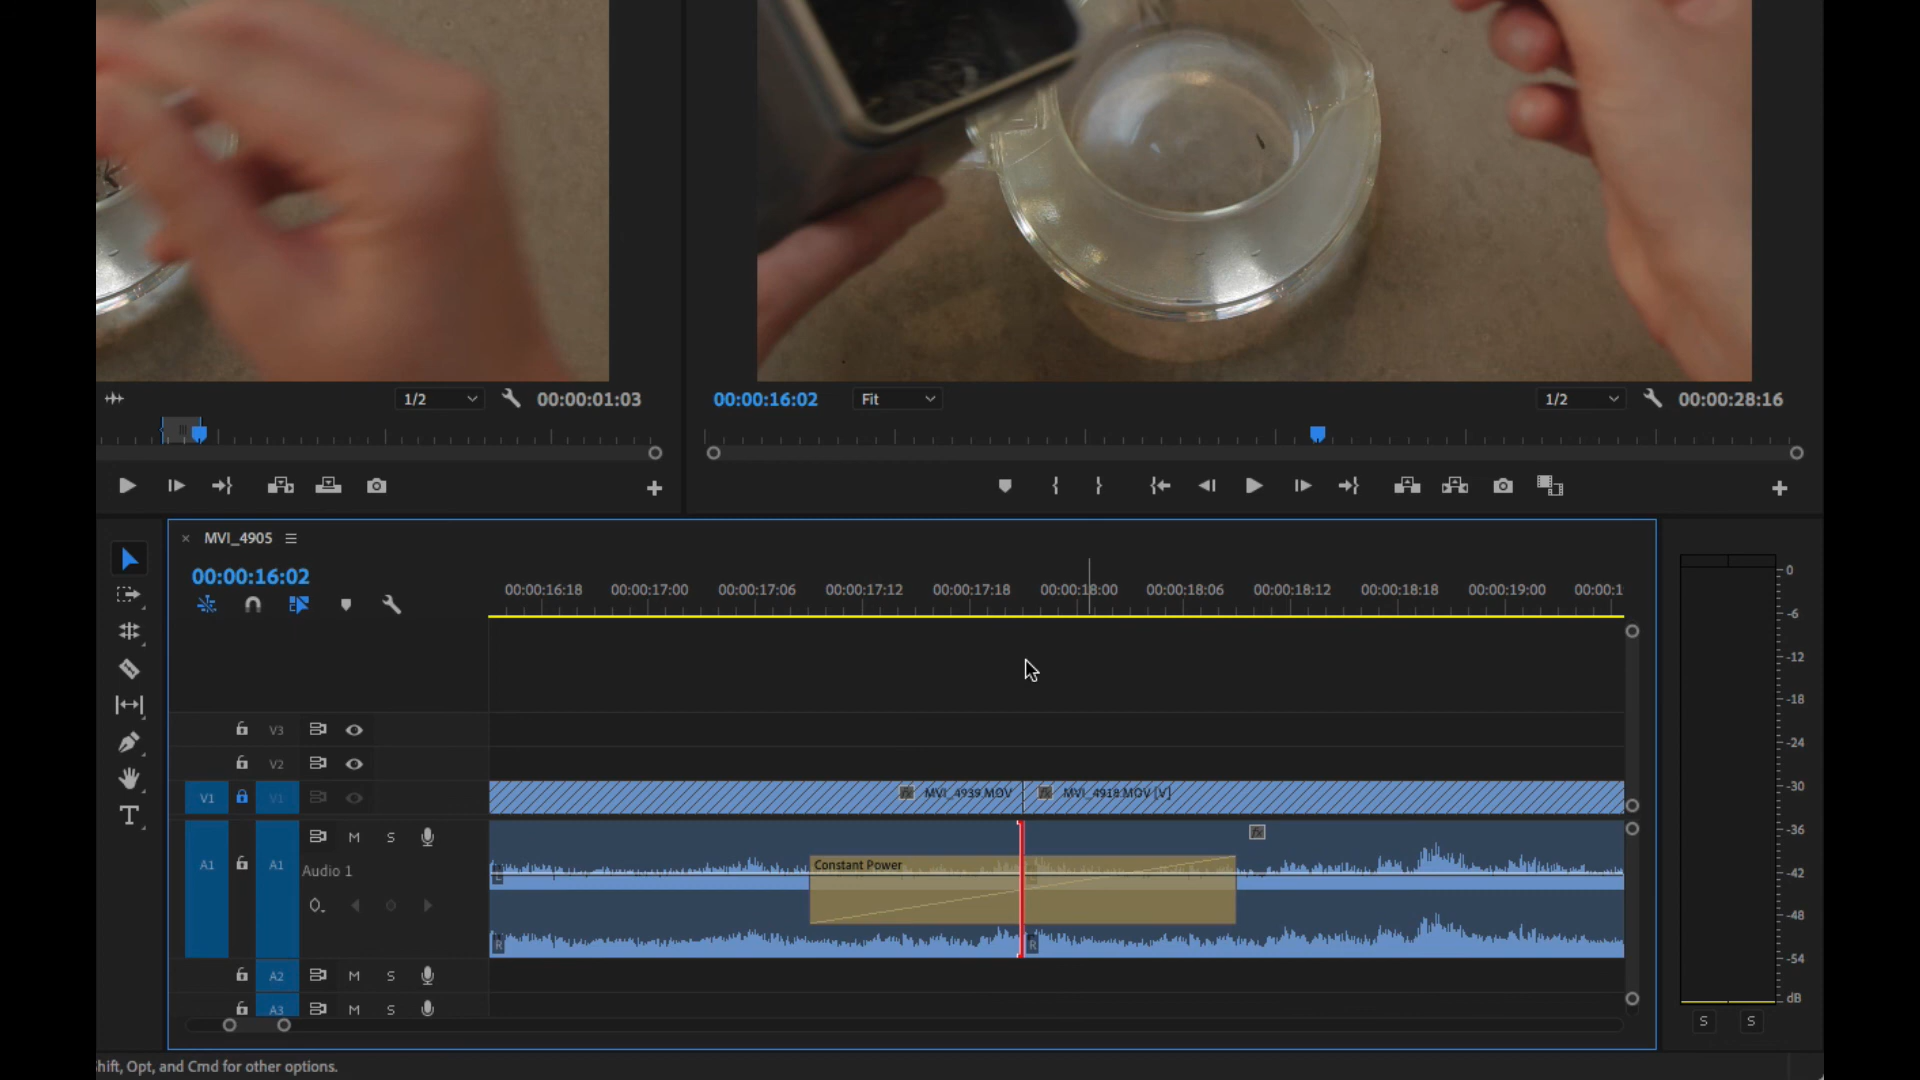 1/2
00:00:01:03
00:00:16:02
Fit
1/2
00:00:28:16
MVI_4905
00:00:16:02
00:00:16:18 00:00:17:00 00:00:17:06 00:00:17:12 00:00:17:18 00:00:18:00 00:00:18:06 00:00:18:12 00:00:18:18 00:00:19:00 00:00:1
V3
V2
V1 V1 MVI_4939.MOV MVI_4918.MOV [V]
A1 A1 M S
Audio 1
Constant Power
L
R R
A2 M S
A3 M S
0
-6
-12
-18
-24
-30
-36
-42
-48
-54
dB
S S
hift, Opt, and Cmd for other options.